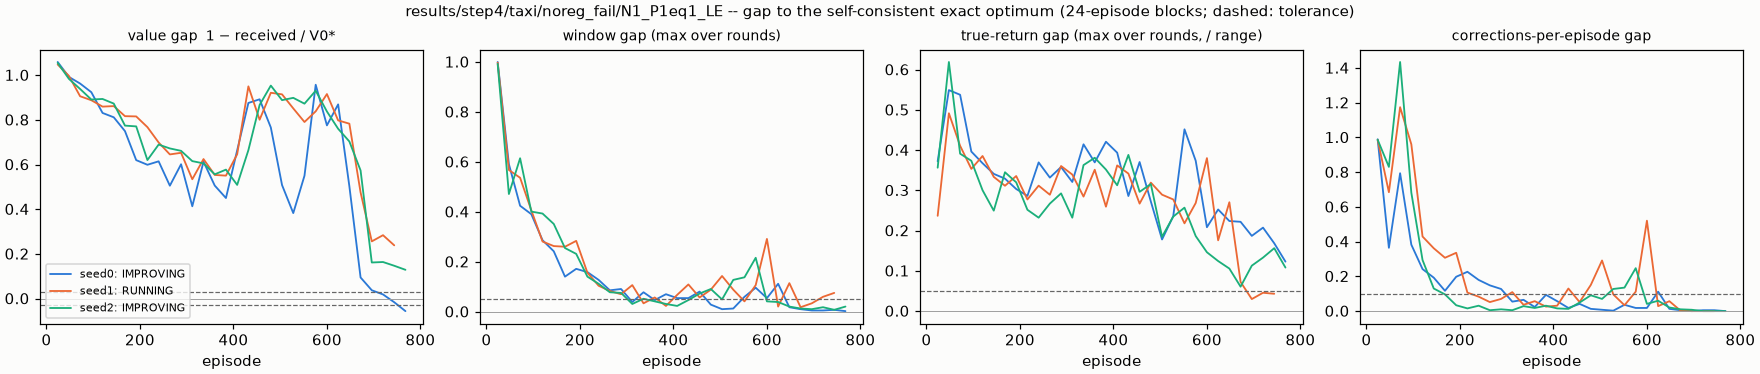 results/step4/taxi/noreg_fail/N1_P1eq1_LE -- gap to the self-consistent exact optimum (24-episode blocks; dashed: tolerance)
value gap 1 − received / V0*
1.0
0.8
0.6
0.4
0.2
0.0
seed0: IMPROVING
seed1: RUNNING
seed2: IMPROVING
0 200 400 600 800
episode
window gap (max over rounds)
1.0
0.8
0.6
0.4
0.2
0.0
0 200 400 600 800
episode
true-return gap (max over rounds, / range)
0.6
0.5
0.4
0.3
0.2
0.1
0.0
0 200 400 600 800
episode
corrections-per-episode gap
1.4
1.2
1.0
0.8
0.6
0.4
0.2
0.0
0 200 400 600 800
episode